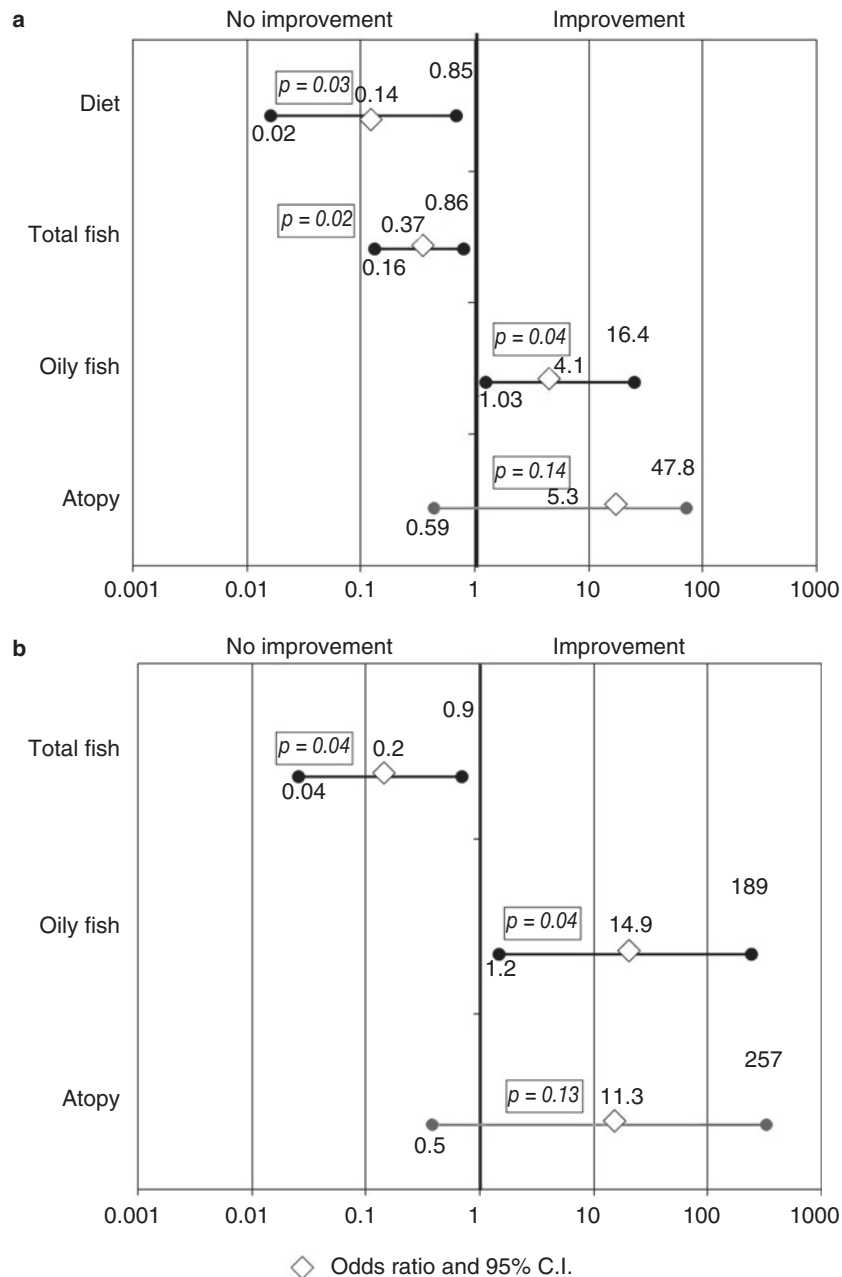 a
No improvement Improvement
Diet
p = 0.03
0.14
0.85
0.02
Total fish
p = 0.02
0.37
0.86
0.16
Oily fish
p = 0.04
4.1
16.4
1.03
Atopy
p = 0.14
5.3
47.8
0.59
0.001 0.01 0.1 1 10 100 1000
b
No improvement Improvement
Total fish
p = 0.04
0.2
0.9
0.04
Oily fish
p = 0.04
14.9
189
1.2
Atopy
p = 0.13
11.3
257
0.5
0.001 0.01 0.1 1 10 100 1000
Odds ratio and 95% C.I.